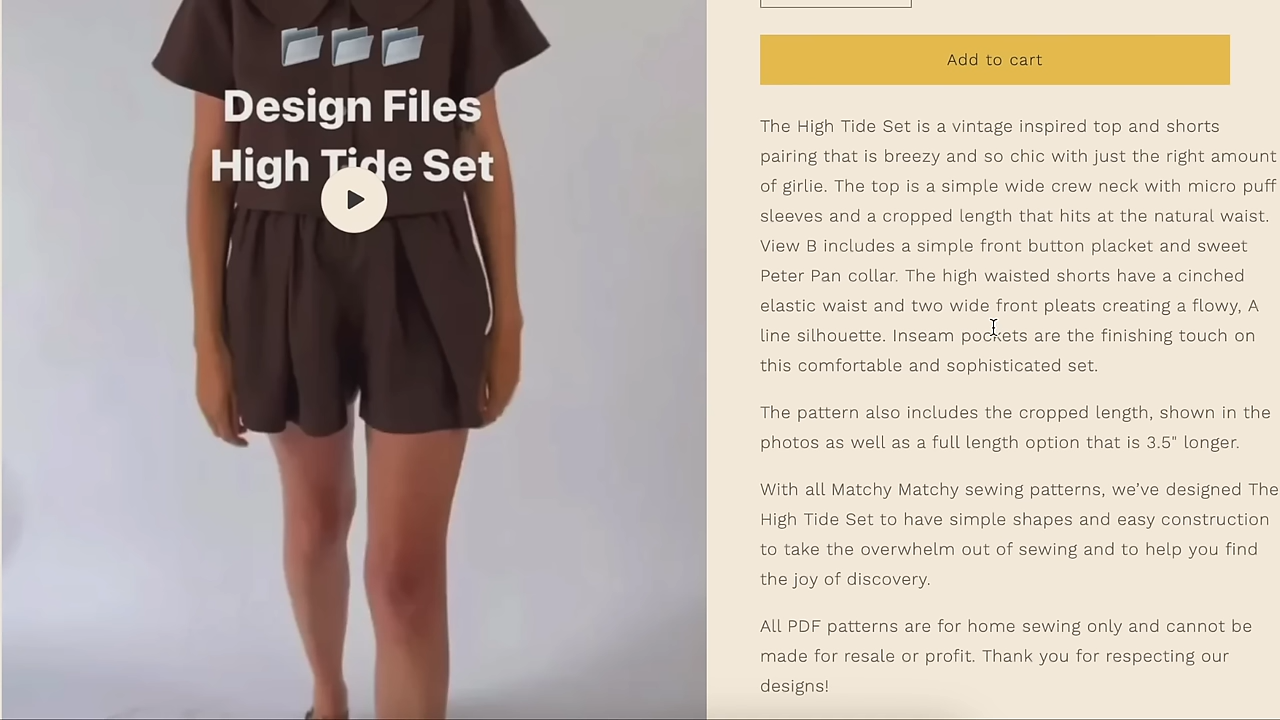 Design Files
High Tide Set
Add to cart
The High Tide Set is a vintage inspired top and shorts
pairing that is breezy and so chic with just the right amount
of girlie. The top is a simple wide crew neck with micro puff
sleeves and a cropped length that hits at the natural waist.
View B includes a simple front button placket and sweet
Peter Pan collar. The high waisted shorts have a cinched
elastic waist and two wide front pleats creating a flowy, A
line silhouette. Inseam pockets are the finishing touch on
this comfortable and sophisticated set.
The pattern also includes the cropped length, shown in the
photos as well as a full length option that is 3.5" longer.
With all Matchy Matchy sewing patterns, we’ve designed The
High Tide Set to have simple shapes and easy construction
to take the overwhelm out of sewing and to help you find
the joy of discovery.
All PDF patterns are for home sewing only and cannot be
made for resale or profit. Thank you for respecting our
designs!